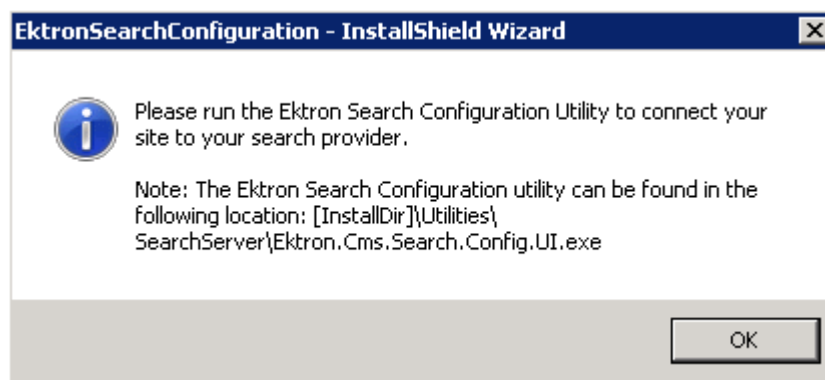 EktronSearchConfiguration - InstallShield Wizard
Please run the Ektron Search Configuration Utility to connect your
site to your search provider.
Note: The Ektron Search Configuration utility can be found in the
following location: [InstallDir]\Utilities\
SearchServer\Ektron.Cms.Search.Config.UI.exe
OK